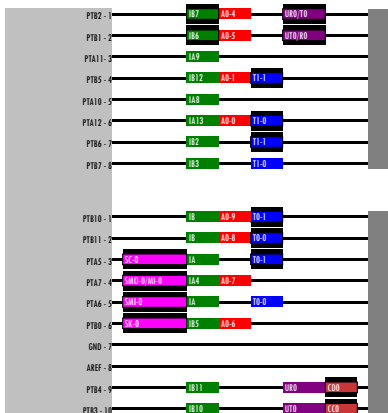 PTB2 - 1 IB7 A0-4 UR0/T0
PTB1 - 2 IB6 A0-5 UT0/R0
PTA11- 3 IA9
PTB5 - 4 IB12 A0-1 T1-1
PTA10 - 5 IA8
PTA12 - 6 IA13 A0-0 T1-0
PTB6 - 7 IB2 T1-1
PTB7 - 8 IB3 T1-0
PTB10 - 1 IB A0-9 T0-1
PTB11 - 2 IB A0-8 T0-0
PTA5 - 3 SC-0 IA T0-1
PTA7 - 4 SMO-0/MI-0 IA4 A0-7
PTA6 - 5 SMI-0 IA T0-0
PTB0 - 6 SK-0 IB5 A0-6
GND - 7
AREF - 8
PTB4 - 9 IB11 UR0 CD0
PTB3 - 10 IB10 UT0 CC0